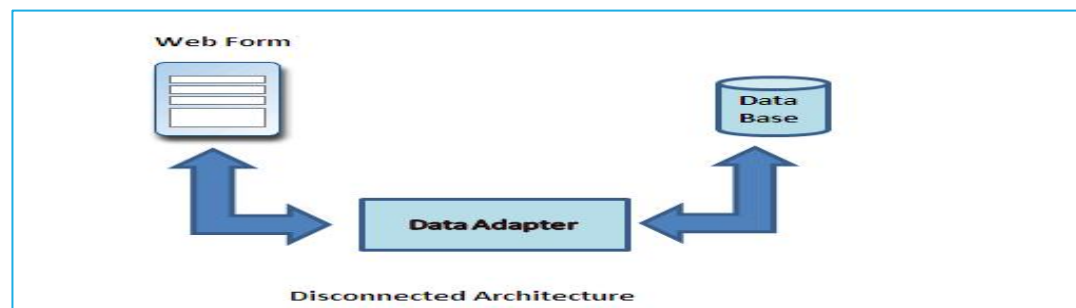 Web Form
Data
Base
Data Adapter
Disconnected Architecture